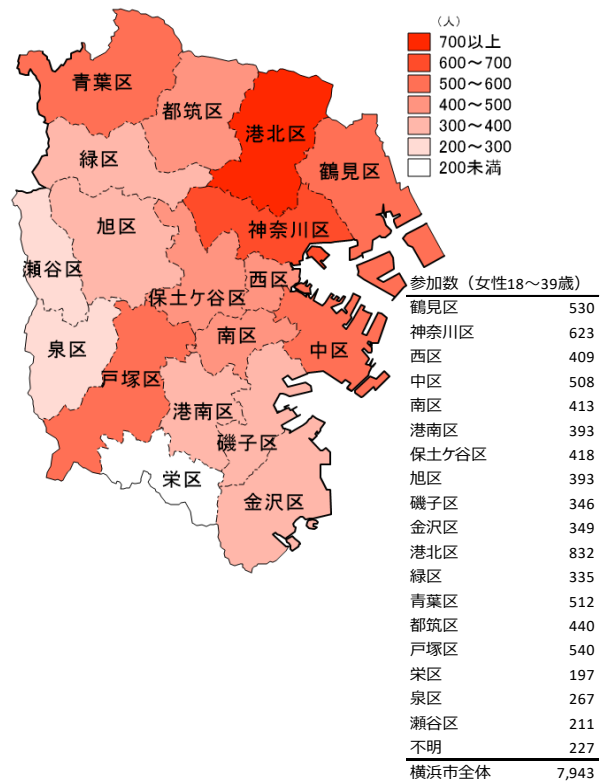 （人）
700以上
600～700
500～600
400～500
300～400
200～300
200未満
青葉区
都筑区
港北区
緑区
鶴見区
旭区
神奈川区
瀬谷区
保土ケ谷区
西区
泉区
南区
中区
戸塚区
港南区
磯子区
栄区
金沢区
参加数（女性18～39歳）
鶴見区 530
神奈川区 623
西区 409
中区 508
南区 413
港南区 393
保土ケ谷区 418
旭区 393
磯子区 346
金沢区 349
港北区 832
緑区 335
青葉区 512
都筑区 440
戸塚区 540
栄区 197
泉区 267
瀬谷区 211
不明 227
横浜市全体 7,943